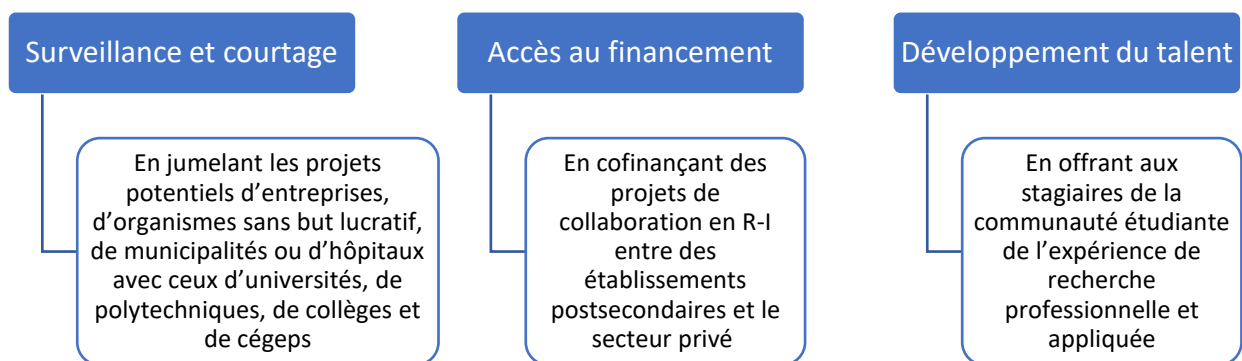 Surveillance et courtage
En jumelant les projets
potentiels d’entreprises,
d’organismes sans but lucratif,
de municipalités ou d’hôpitaux
avec ceux d’universités, de
polytechniques, de collèges et
de cégeps
Accès au financement
En cofinançant des
projets de
collaboration en R-I
entre des
établissements
postsecondaires et le
secteur privé
Développement du talent
En offrant aux
stagiaires de la
communauté étudiante
de l’expérience de
recherche
professionnelle et
appliquée